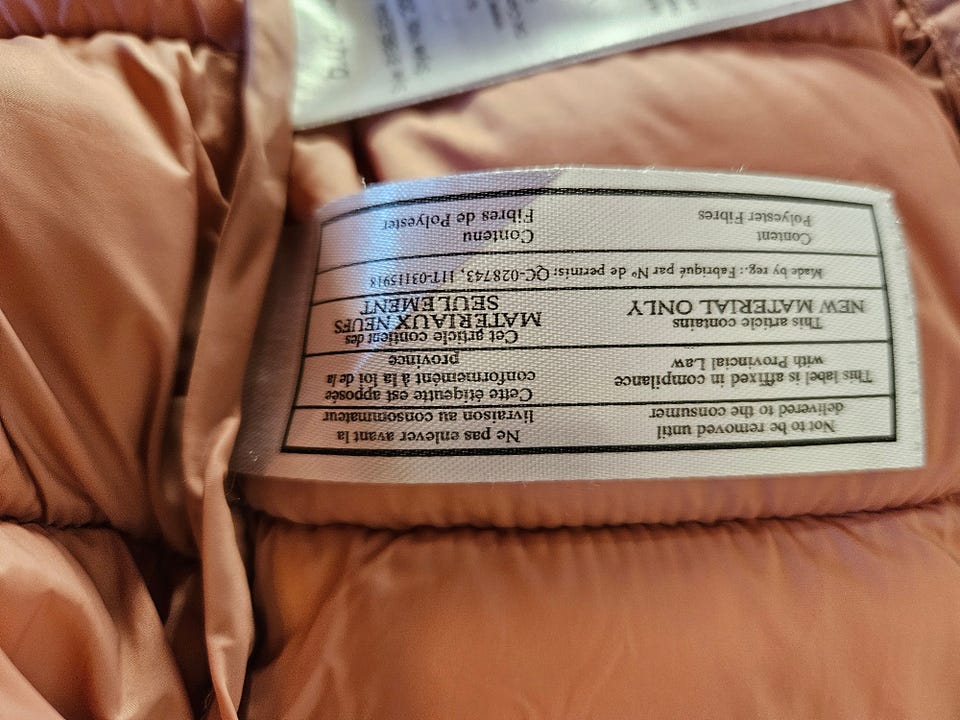 Not to be removed until
delivered to the consumer
Ne pas enlever avant la
livraison au consommateur
This label is affixed in compilance
with Provincial Law
Cette étiquette est apposée
conformément à la loi de la
province
This article contains
NEW MATERIAL ONLY
Cet article contient des
MATERIAUX NEUFS
SEULEMENT
Made by reg.: Fabriqué par Nº de permis; QC-028743, 11T-03115918
Content
Polyester Fibres
Contenu
Fibres de Polyester